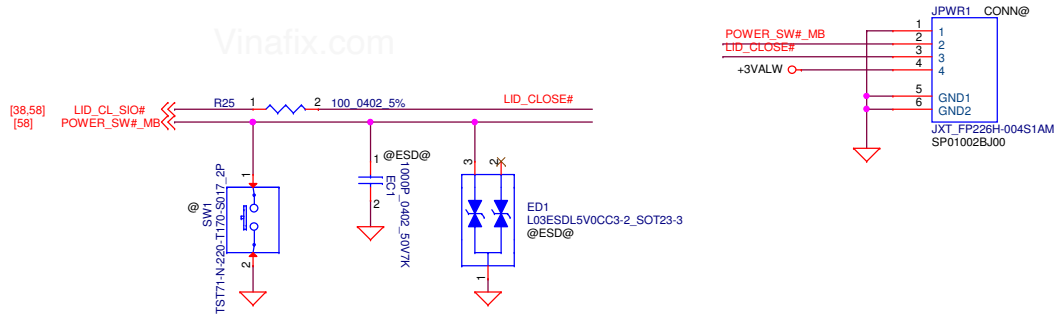 Vinafix.com
JPWR1 CONN@
POWER_SW#_MB
LID_CLOSE#
+3VALW
1
2
3
4
5
6
1
2
3
4
GND1
GND2
JXT_FP226H-004S1AM
SP01002BJ00
[38,58] LID_CL_SIO#
[58] POWER_SW#_MB
R25 1 2 100_0402_5%
LID_CLOSE#
1
2
@
SW1
TST71-N-220-T170-S017_2P
1
2
@ESD@
EC1
1000P_0402_50V7K
3
2
1
ED1
L03ESDL5V0CC3-2_SOT23-3
@ESD@